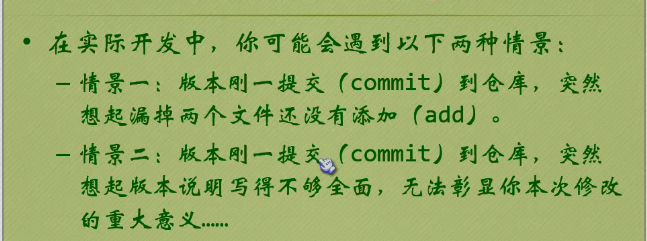 • 在实际开发中，你可能会遇到以下两种情景：
– 情景一：版本刚一提交（commit）到仓库，突然
想起漏掉两个文件还没有添加（add）。
– 情景二：版本刚一提交（commit）到仓库，突然
想起版本说明写得不够全面，无法彰显你本次修改
的重大意义……